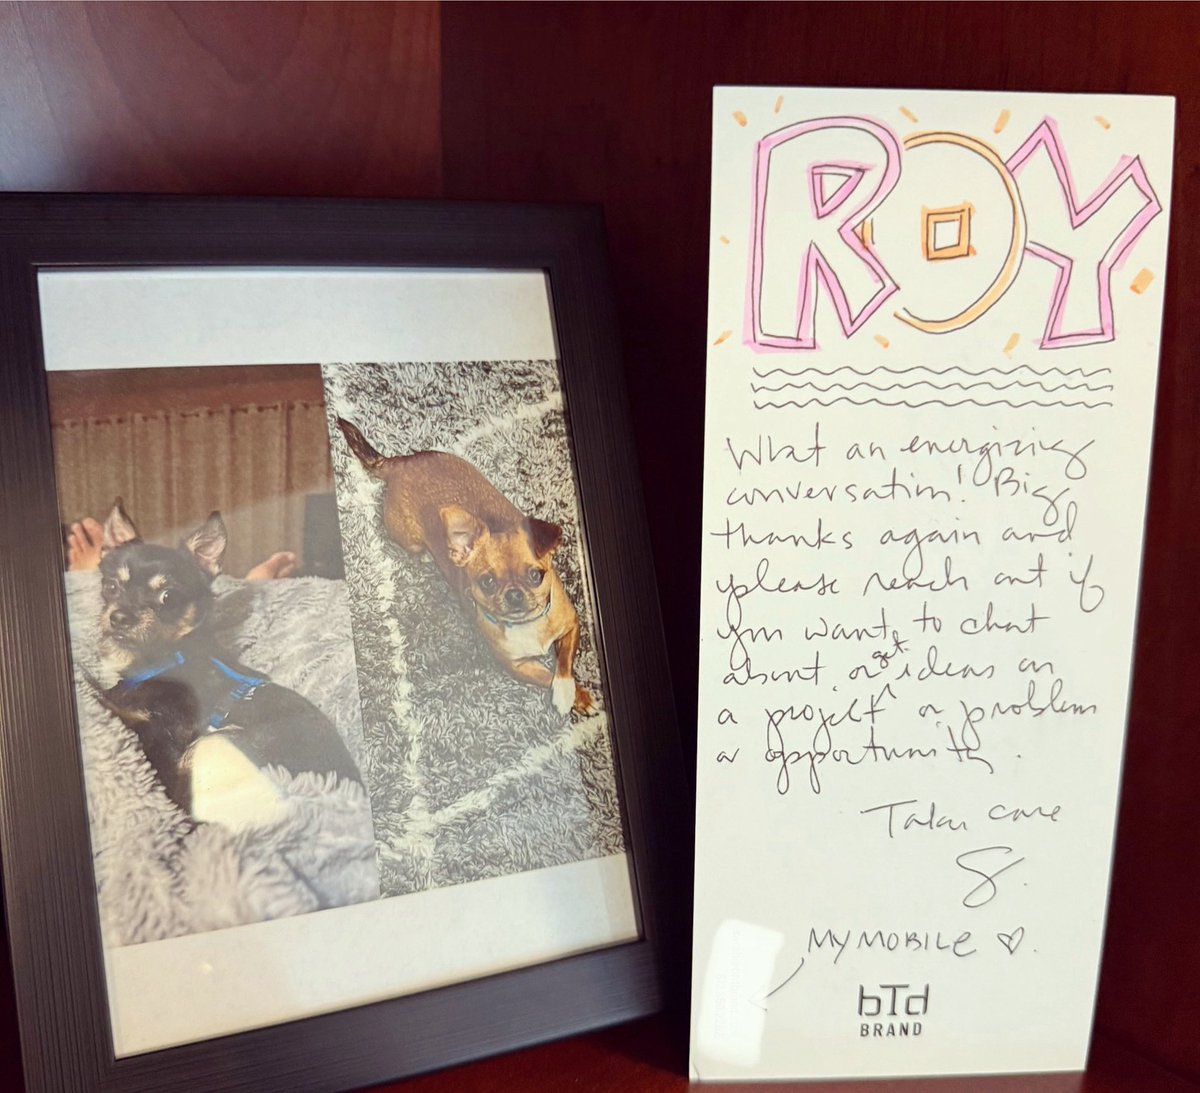 ROY
What an energizing
conversation! Big
thanks again and
please reach out if
you want to chat
about or get ideas on
a project or problem
or opportunity.
Take care
S.
MY MOBILE ♡.
bTd
BRAND